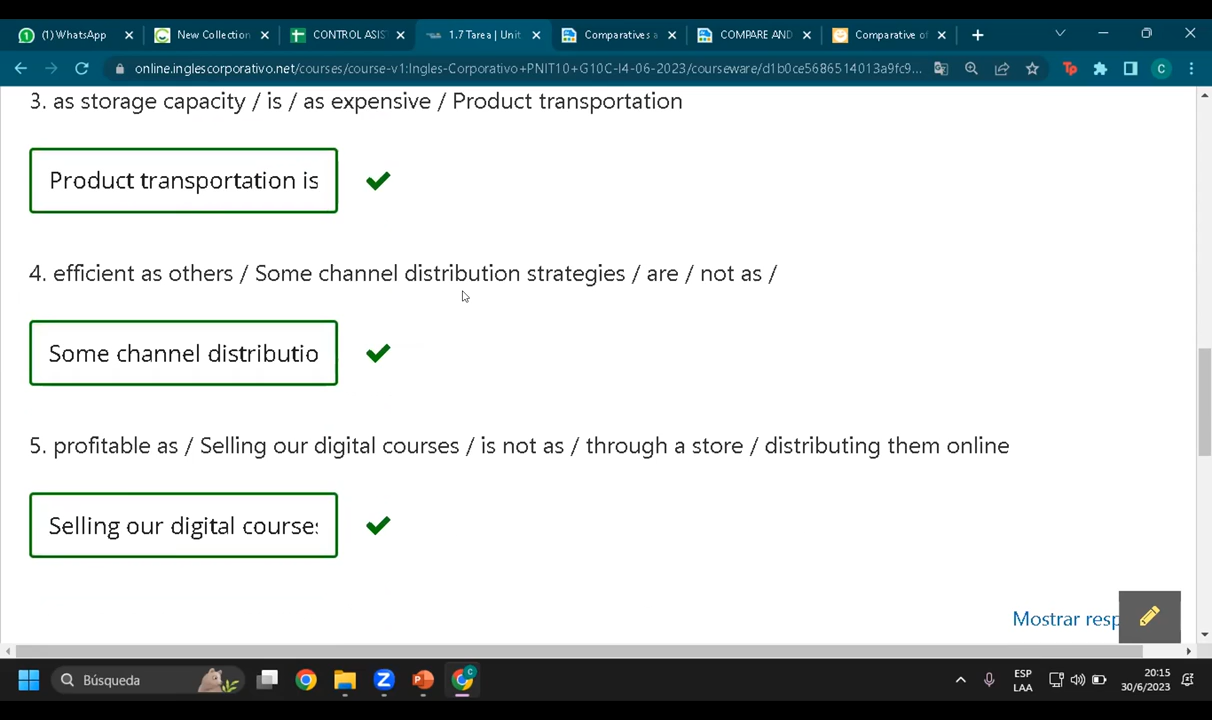 (1) WhatsApp
New Collection
CONTROL ASIS
1.7 Tarea | Unit
Comparatives a
COMPARE AND
Comparative of
online.inglescorporativo.net/courses/course-v1:Ingles-Corporativo+PNIT10+G10C-I4-06-2023/courseware/d1b0ce5686514013a9fc9...
3. as storage capacity / is / as expensive / Product transportation
Product transportation is
4. efficient as others / Some channel distribution strategies / are / not as /
Some channel distributio
5. profitable as / Selling our digital courses / is not as / through a store / distributing them online
Selling our digital courses
Mostrar resp
Búsqueda
ESP
LAA
20:15
30/6/2023